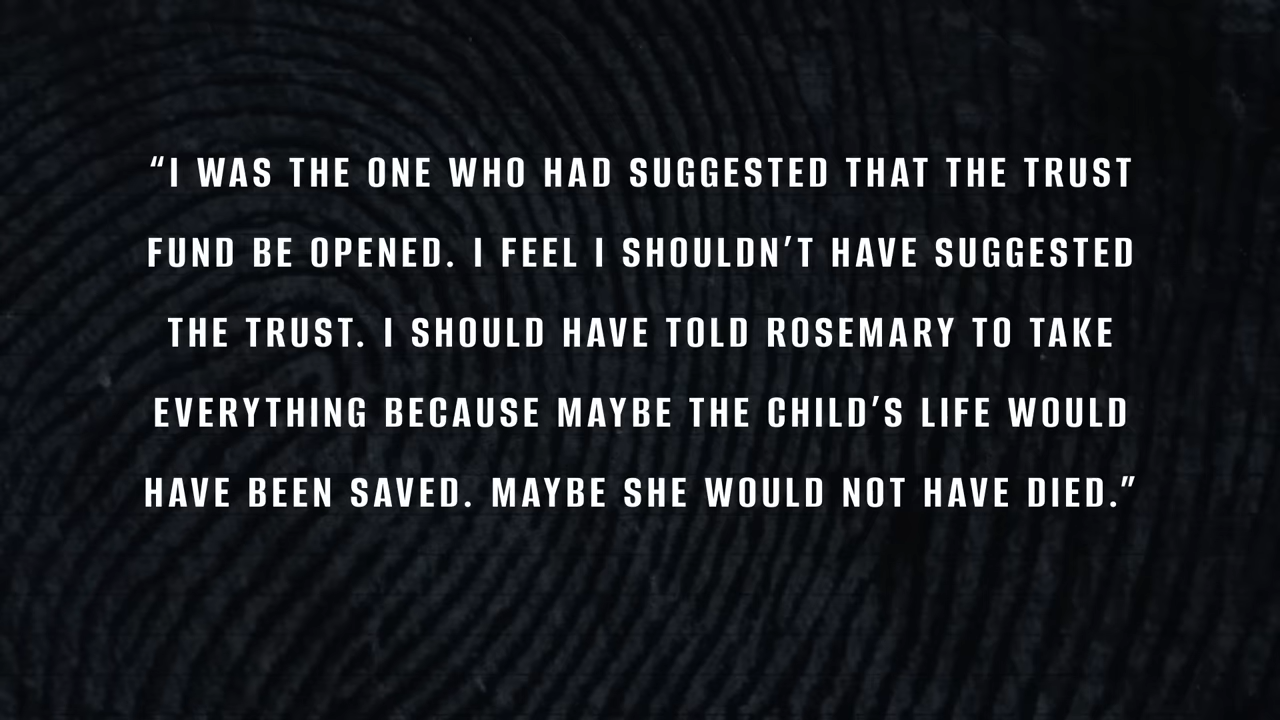 “I WAS THE ONE WHO HAD SUGGESTED THAT THE TRUST
FUND BE OPENED. I FEEL I SHOULDN’T HAVE SUGGESTED
THE TRUST. I SHOULD HAVE TOLD ROSEMARY TO TAKE
EVERYTHING BECAUSE MAYBE THE CHILD’S LIFE WOULD
HAVE BEEN SAVED. MAYBE SHE WOULD NOT HAVE DIED.”